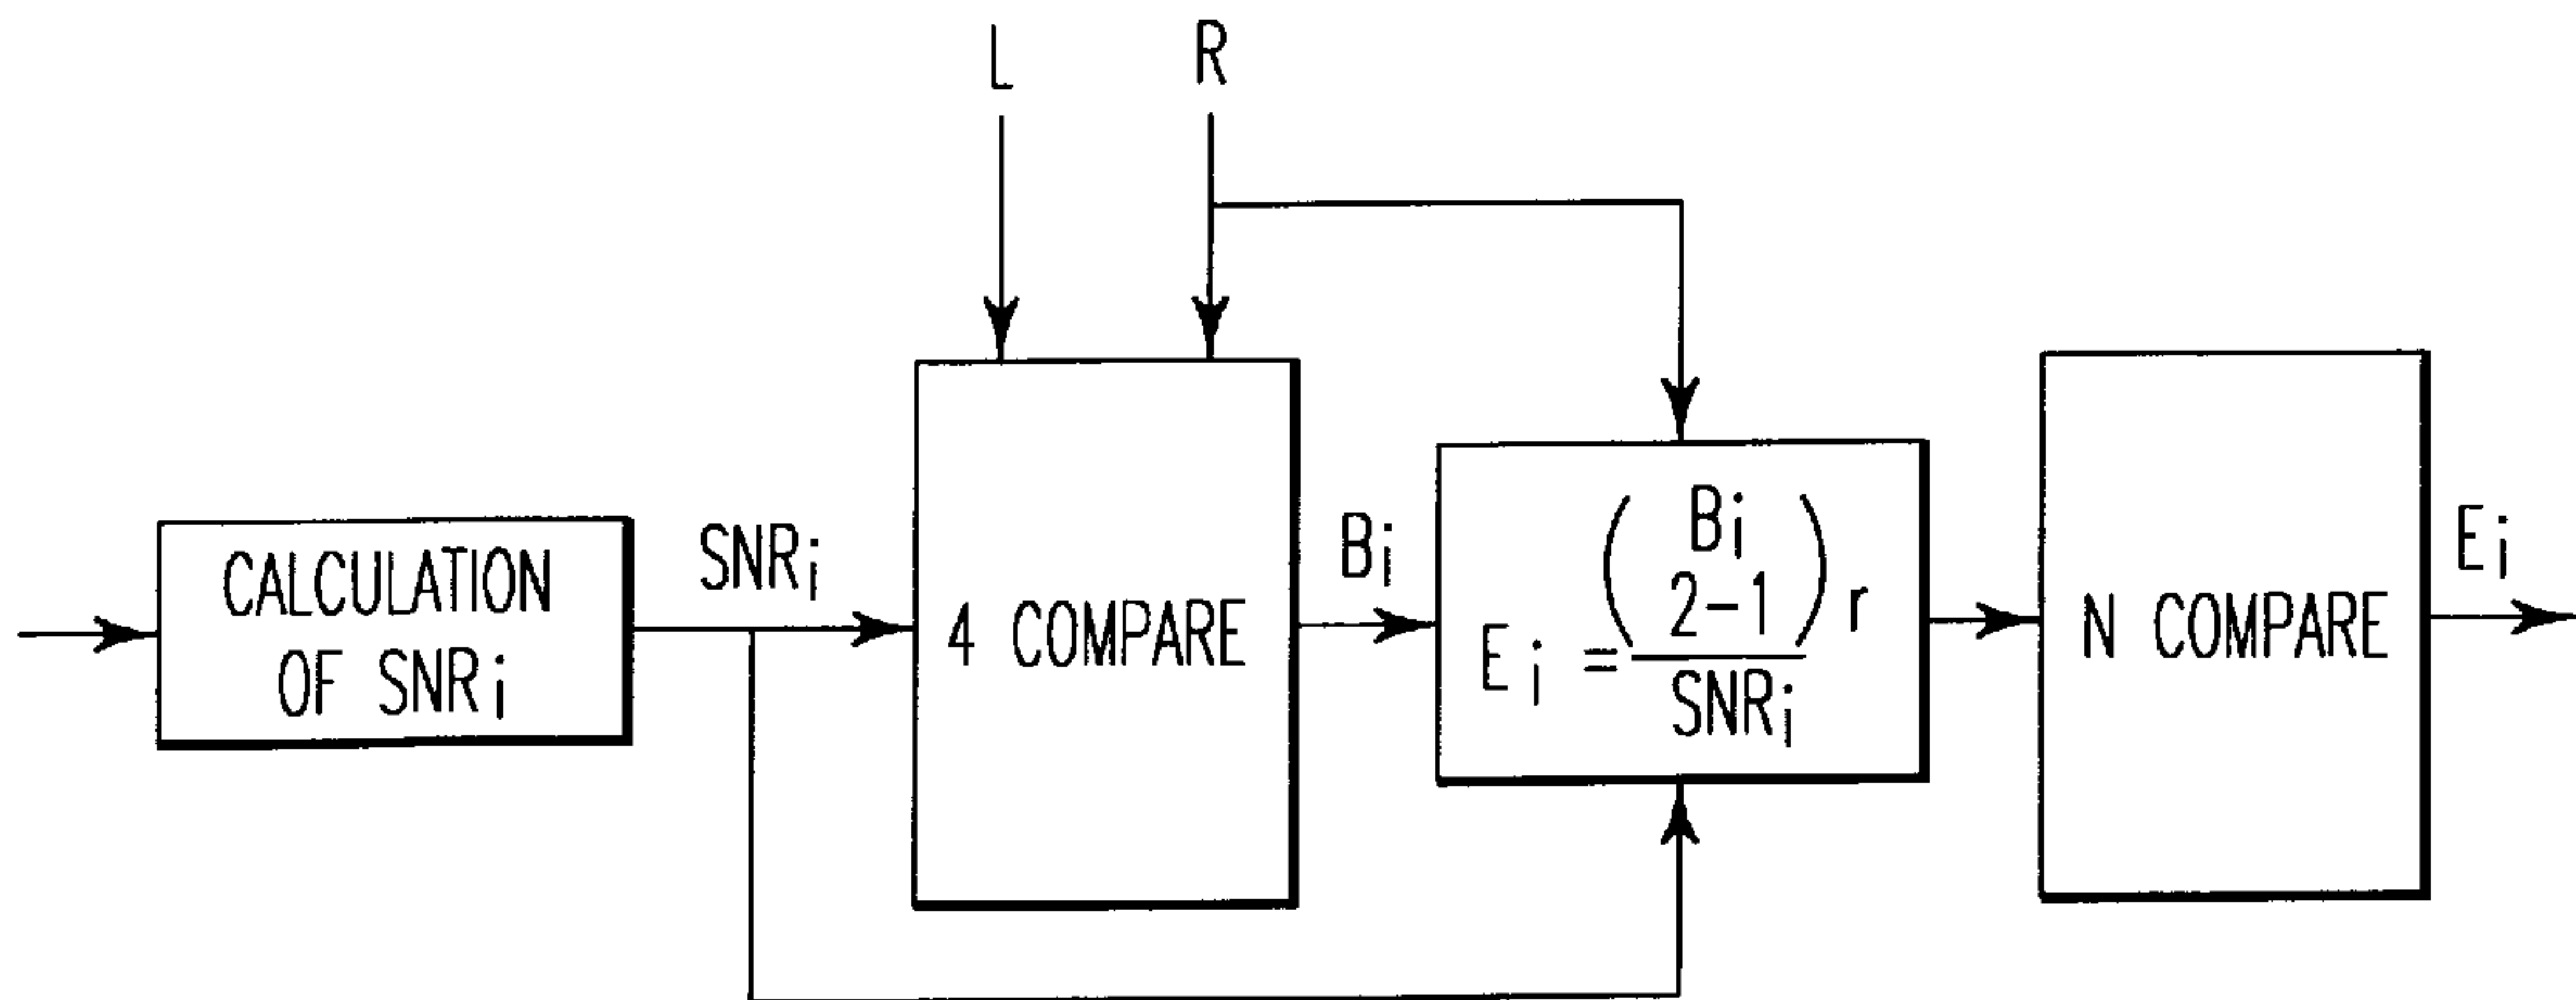 L
R
CALCULATION
OF SNRi
SNRi
4 COMPARE
Bi
Ei = (Bi 2-1) r
SNRi
N COMPARE
Ei